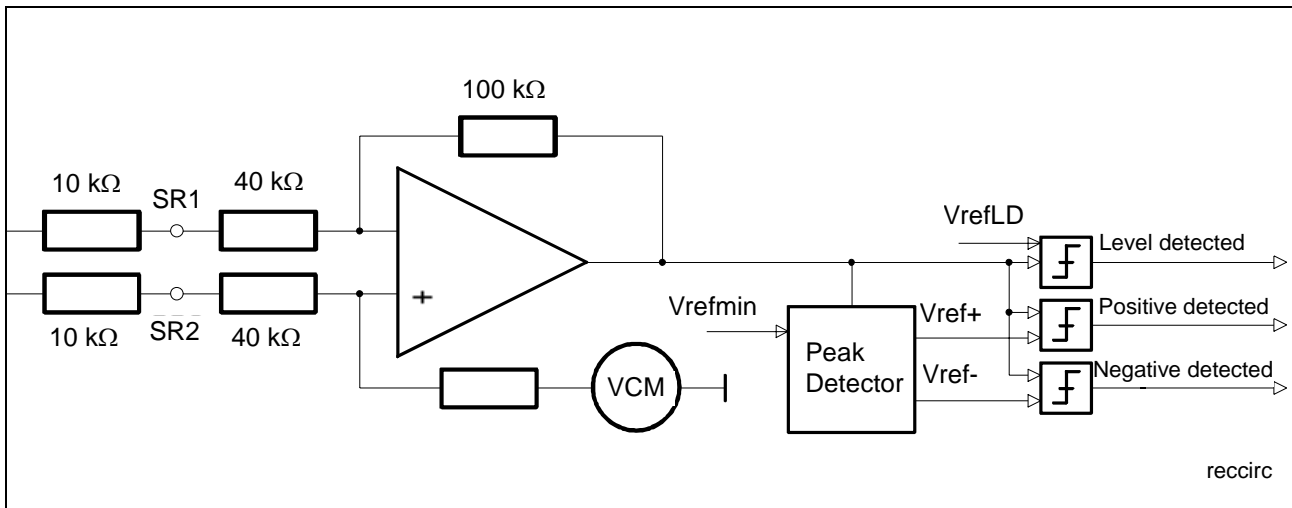 100 kΩ
10 kΩ
SR1
40 kΩ
VrefLD
Level detected
+
Vrefmin
Vref+
Positive detected
10 kΩ
SR2
40 kΩ
Peak
Detector
Vref-
Negative detected
VCM
reccirc